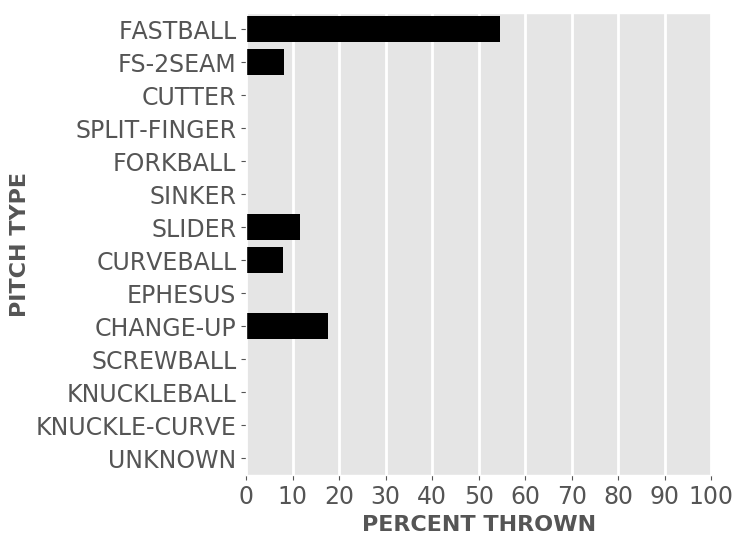 PITCH TYPE
FASTBALL
FS-2SEAM
CUTTER
SPLIT-FINGER
FORKBALL
SINKER
SLIDER
CURVEBALL
EPHESUS
CHANGE-UP
SCREWBALL
KNUCKLEBALL
KNUCKLE-CURVE
UNKNOWN
0 10 20 30 40 50 60 70 80 90 100
PERCENT THROWN